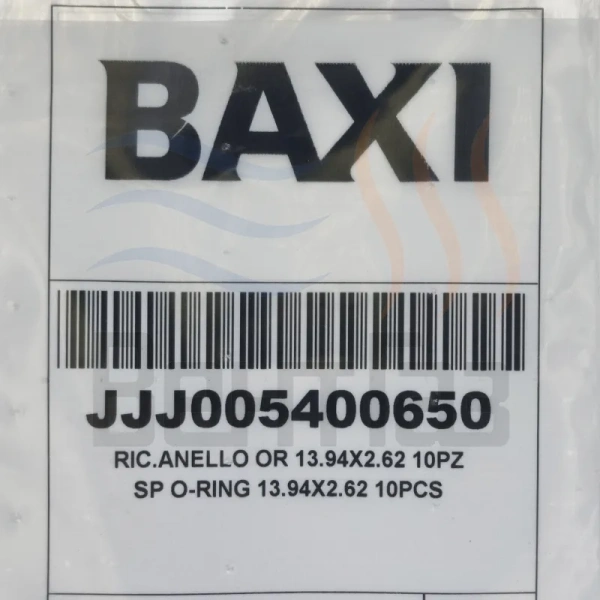 BAXI
JJJ005400650
RIC.ANELLO OR 13.94X2.62 10PZ
SP O-RING 13.94X2.62 10PCS